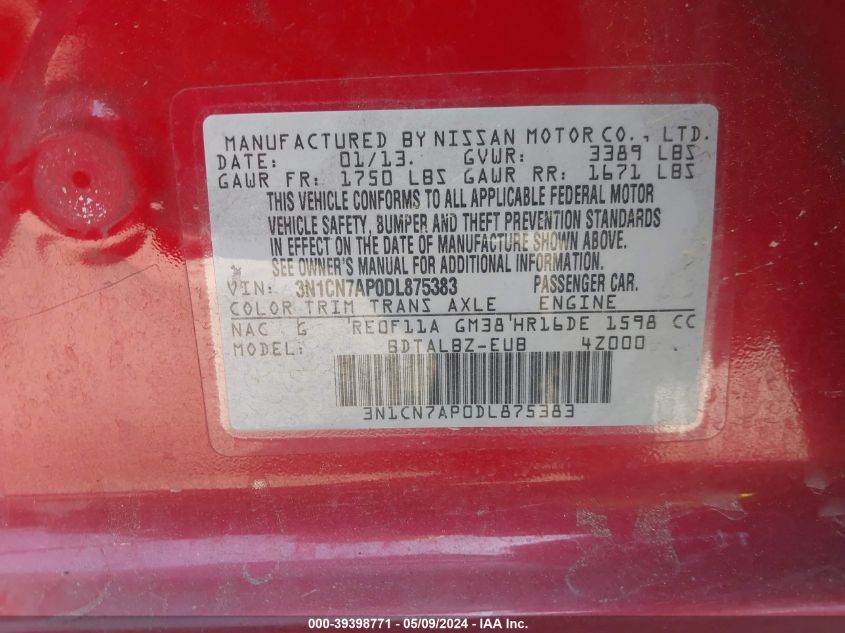 MANUFACTURED BY NISSAN MOTOR CO., LTD.
DATE: 01/13. GVWR: 3389 LBS
GAWR FR: 1750 LBS GAWR RR: 1671 LBS
THIS VEHICLE CONFORMS TO ALL APPLICABLE FEDERAL MOTOR
VEHICLE SAFETY, BUMPER AND THEFT PREVENTION STANDARDS
IN EFFECT ON THE DATE OF MANUFACTURE SHOWN ABOVE.
SEE OWNER'S MANUAL FOR ADDITIONAL INFORMATION.
VIN: 3N1CN7AP0DL875383 PASSENGER CAR.
COLOR TRIM TRANS AXLE ENGINE
NAC G RE0F11A GM38 HR16DE 1598 CC
MODEL: BDTALBZ-EUB 4Z000
3N1CN7AP0DL875383
000-39398771 - 05/09/2024 - IAA Inc.